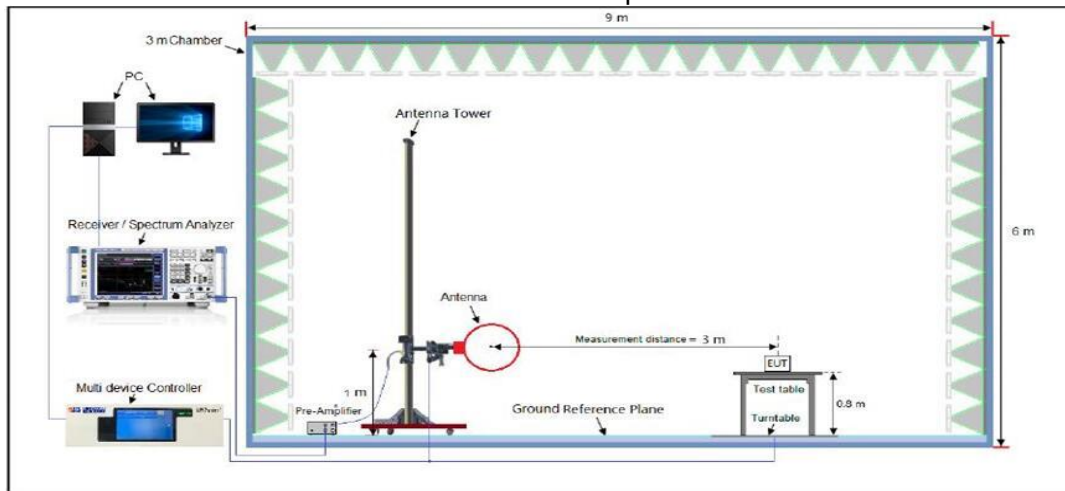 9 m
3 m Chamber
PC
Antenna Tower
Receiver / Spectrum Analyzer
6 m
Antenna
Measurement distance = 3 m
EUT
Multi device Controller
1 m
Test table
0.8 m
Pre-Amplifier
Ground Reference Plane
Turntable